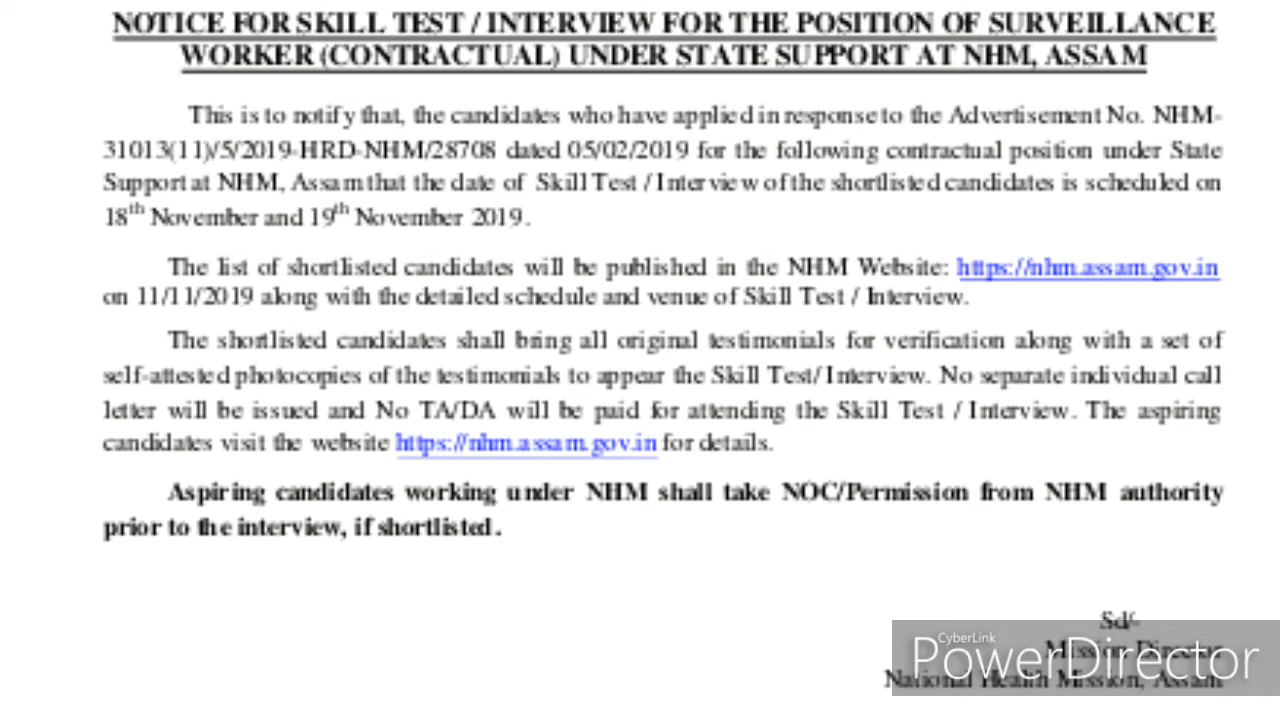 NOTICE FOR SKILL TEST / INTERVIEW FOR THE POSITION OF SURVEILLANCE
WORKER (CONTRACTUAL) UNDER STATE SUPPORT AT NHM, ASSAM
This is to notify that, the candidates who have applied in response to the Advertisement No. NHM-
31013(11)/5/2019-HRD-NHM/28708 dated 05/02/2019 for the following contractual position under State
Support at NHM, Assam that the date of Skill Test / Interview of the shortlisted candidates is scheduled on
18th November and 19th November 2019.
The list of shortlisted candidates will be published in the NHM Website: https://nhm.assam.gov.in
on 11/11/2019 along with the detailed schedule and venue of Skill Test / Interview.
The shortlisted candidates shall bring all original testimonials for verification along with a set of
self-attested photocopies of the testimonials to appear the Skill Test/ Interview. No separate individual call
letter will be issued and No TA/DA will be paid for attending the Skill Test / Interview. The aspiring
candidates visit the website https://nhm.assam.gov.in for details.
Aspiring candidates working under NHM shall take NOC/Permission from NHM authority
prior to the interview, if shortlisted.
Sd/-
Mission Director
National Health Mission, Assam
CyberLink
PowerDirector